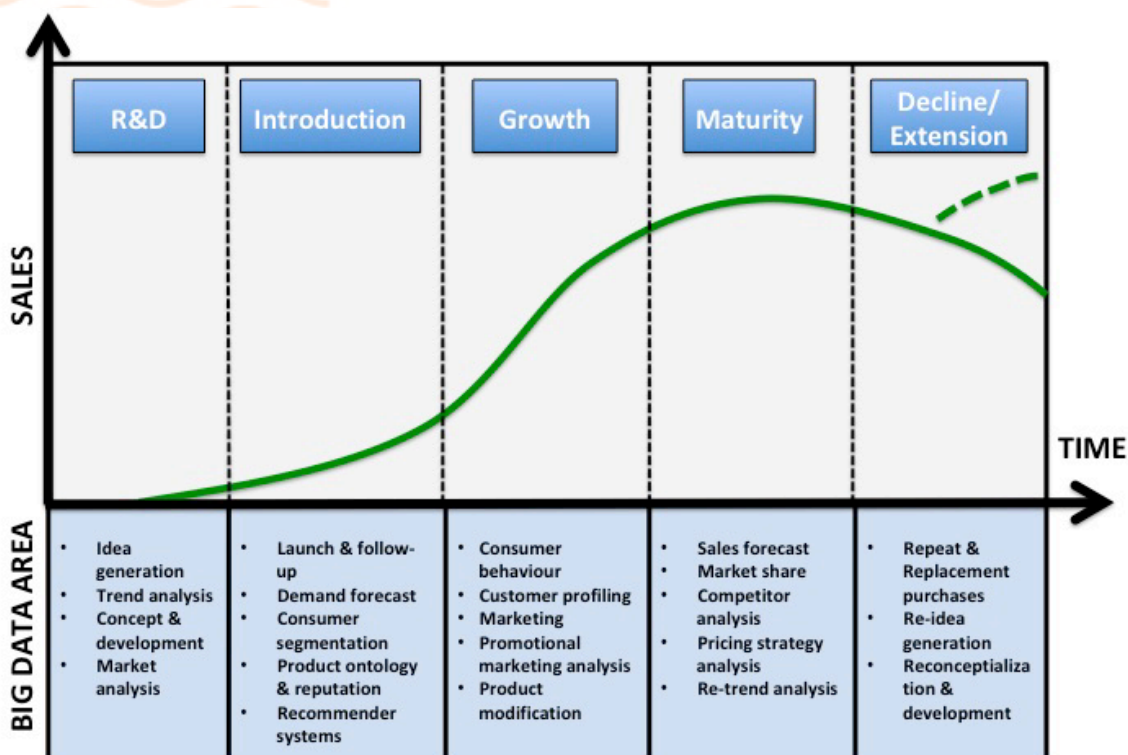 R&D
Introduction
Growth
Maturity
Decline/
Extension
SALES
TIME
BIG DATA AREA
• Idea
generation
• Trend analysis
• Concept &
development
• Market
analysis
• Launch & follow-
up
• Demand forecast
• Consumer
segmentation
• Product ontology
& reputation
• Recommender
systems
• Consumer
behaviour
• Customer profiling
• Marketing
• Promotional
marketing analysis
• Product
modification
• Sales forecast
• Market share
• Competitor
analysis
• Pricing strategy
analysis
• Re-trend analysis
• Repeat &
Replacement
purchases
• Re-idea
generation
• Reconceptializa
tion &
development